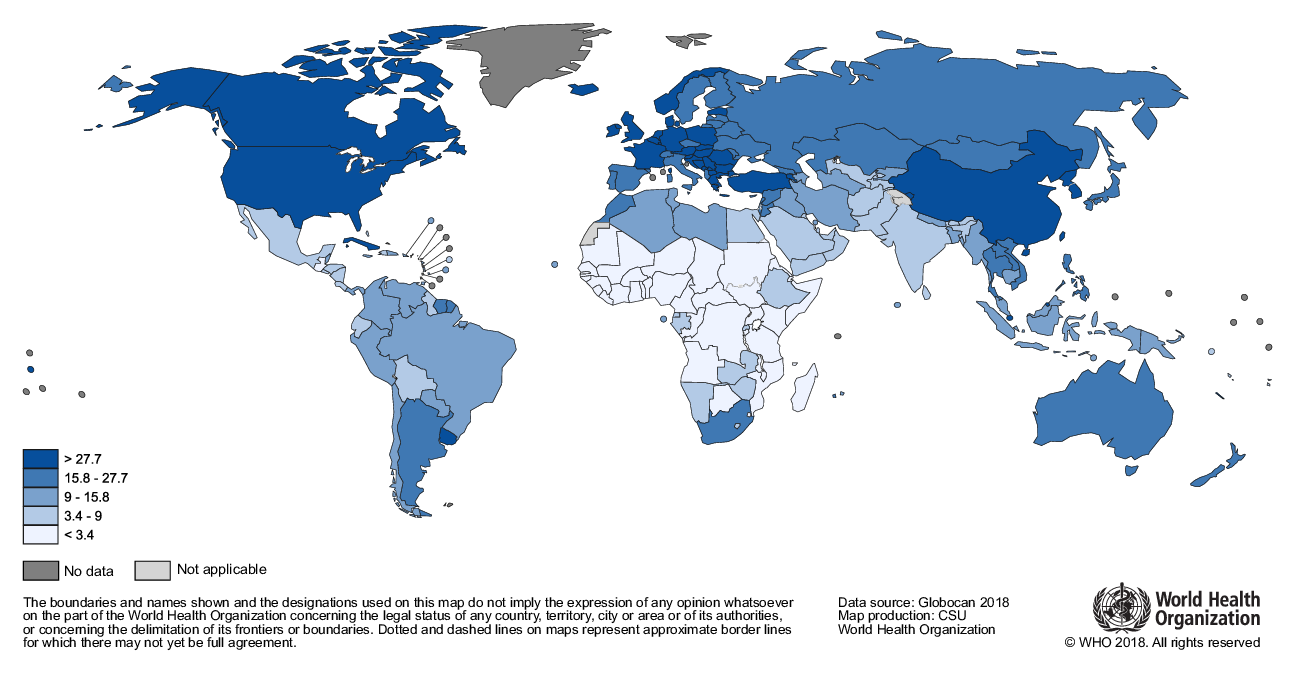 > 27.7
15.8 - 27.7
9 - 15.8
3.4 - 9
< 3.4
No data
Not applicable
The boundaries and names shown and the designations used on this map do not imply the expression of any opinion whatsoever
on the part of the World Health Organization concerning the legal status of any country, territory, city or area or of its authorities,
or concerning the delimitation of its frontiers or boundaries. Dotted and dashed lines on maps represent approximate border lines
for which there may not yet be full agreement.
Data source: Globocan 2018
Map production: CSU
World Health Organization
World Health
Organization
© WHO 2018. All rights reserved